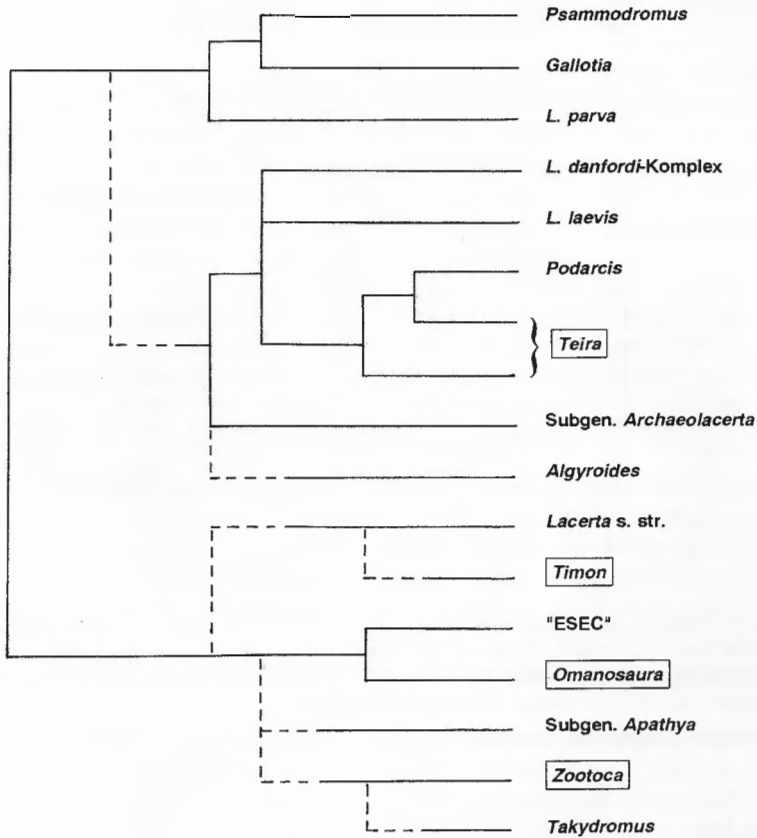 Psammodromus
Gallotia
L. parva
L. danfordi-Komplex
L. laevis
Podarcis
Teira
Subgen. Archaeolacerta
Algyroides
Lacerta s. str.
Timon
"ESEC"
Omanosaura
Subgen. Apathya
Zootoca
Takydromus